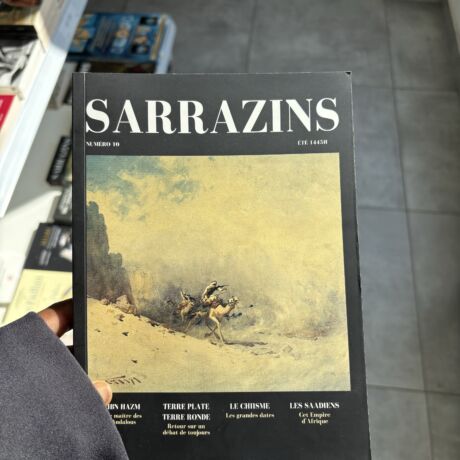 SARRAZINS
NUMÉRO 10
ÉTÉ 1445H
IBN HAZM
maître des
TERRE PLATE
TERRE RONDE
Retour sur un
débat de toujours
LE CHIISME
Les grandes dates
LES SAADIENS
Cet Empire
d'Afrique